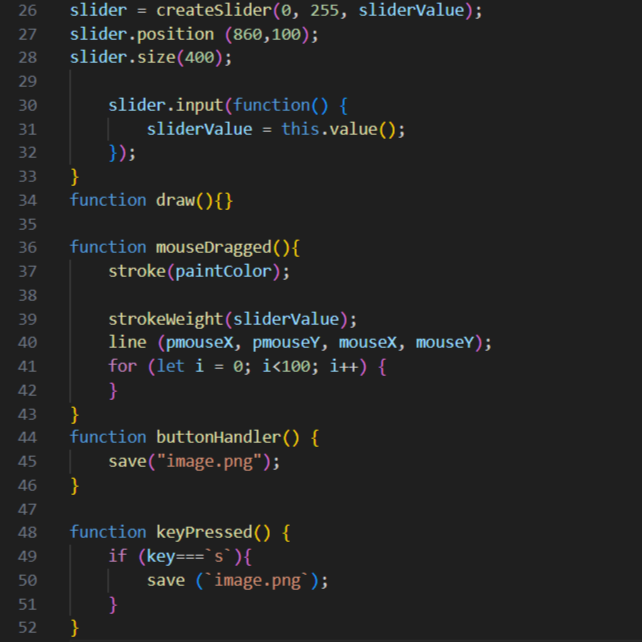 26 slider = createSlider(0, 255, sliderValue);
27 slider.position (860,100);
28 slider.size(400);
29
30     slider.input(function() {
31         sliderValue = this.value();
32     });
33 }
34 function draw(){}
35
36 function mouseDragged(){
37     stroke(paintColor);
38
39     strokeWeight(sliderValue);
40     line (pmouseX, pmouseY, mouseX, mouseY);
41     for (let i = 0; i<100; i++) {
42     }
43 }
44 function buttonHandler() {
45     save("image.png");
46 }
47
48 function keyPressed() {
49     if (key===`s`){
50         save (`image.png`);
51     }
52 }